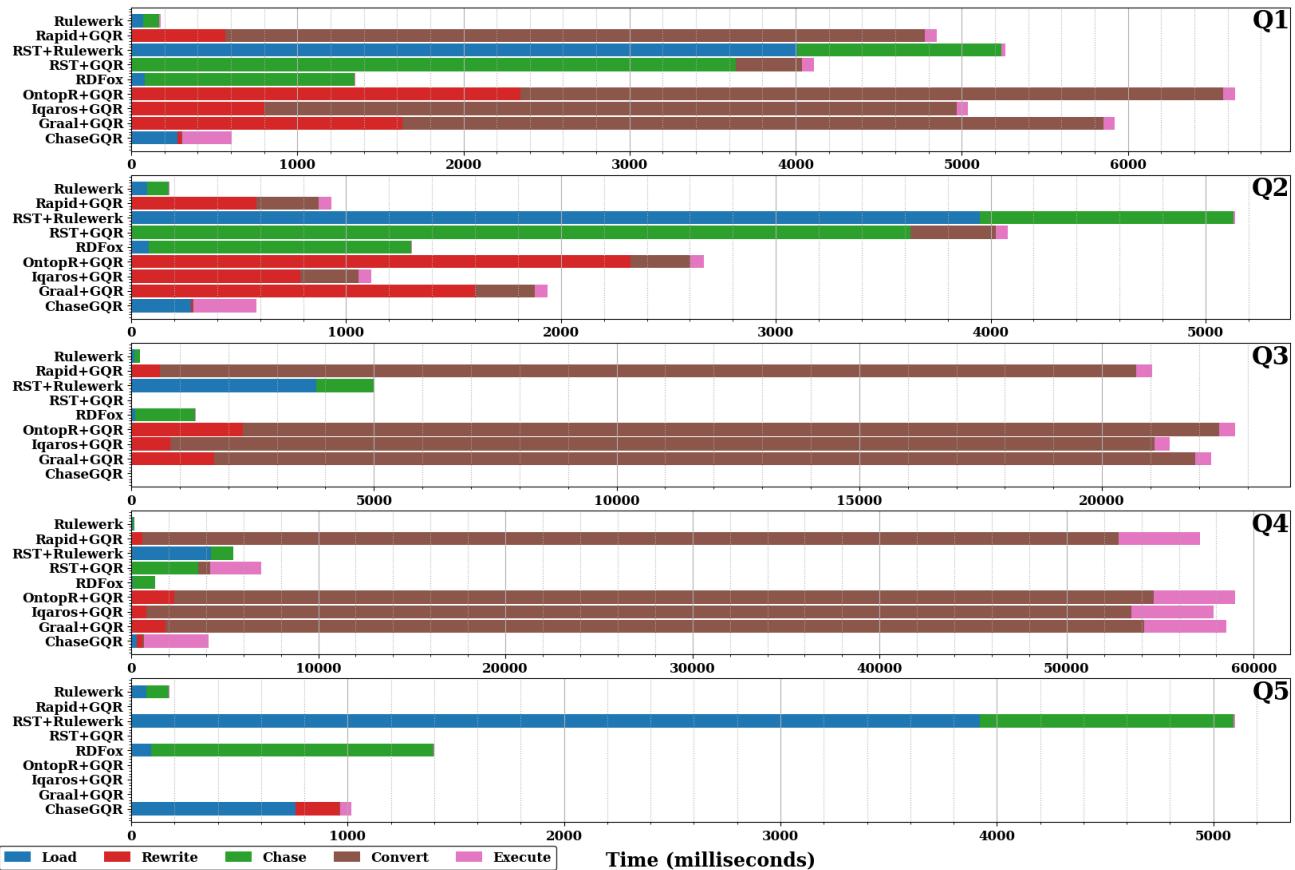 Q1
Rulewerk
Rapid+GQR
RST+Rulewerk
RST+GQR
RDFox
OntopR+GQR
Iqaros+GQR
Graal+GQR
ChaseGQR
0 1000 2000 3000 4000 5000 6000
Q2
Rulewerk
Rapid+GQR
RST+Rulewerk
RST+GQR
RDFox
OntopR+GQR
Iqaros+GQR
Graal+GQR
ChaseGQR
0 1000 2000 3000 4000 5000
Q3
Rulewerk
Rapid+GQR
RST+Rulewerk
RST+GQR
RDFox
OntopR+GQR
Iqaros+GQR
Graal+GQR
ChaseGQR
0 5000 10000 15000 20000
Q4
Rulewerk
Rapid+GQR
RST+Rulewerk
RST+GQR
RDFox
OntopR+GQR
Iqaros+GQR
Graal+GQR
ChaseGQR
0 10000 20000 30000 40000 50000 60000
Q5
Rulewerk
Rapid+GQR
RST+Rulewerk
RST+GQR
RDFox
OntopR+GQR
Iqaros+GQR
Graal+GQR
ChaseGQR
0 1000 2000 3000 4000 5000
Load Rewrite Chase Convert Execute
Time (milliseconds)